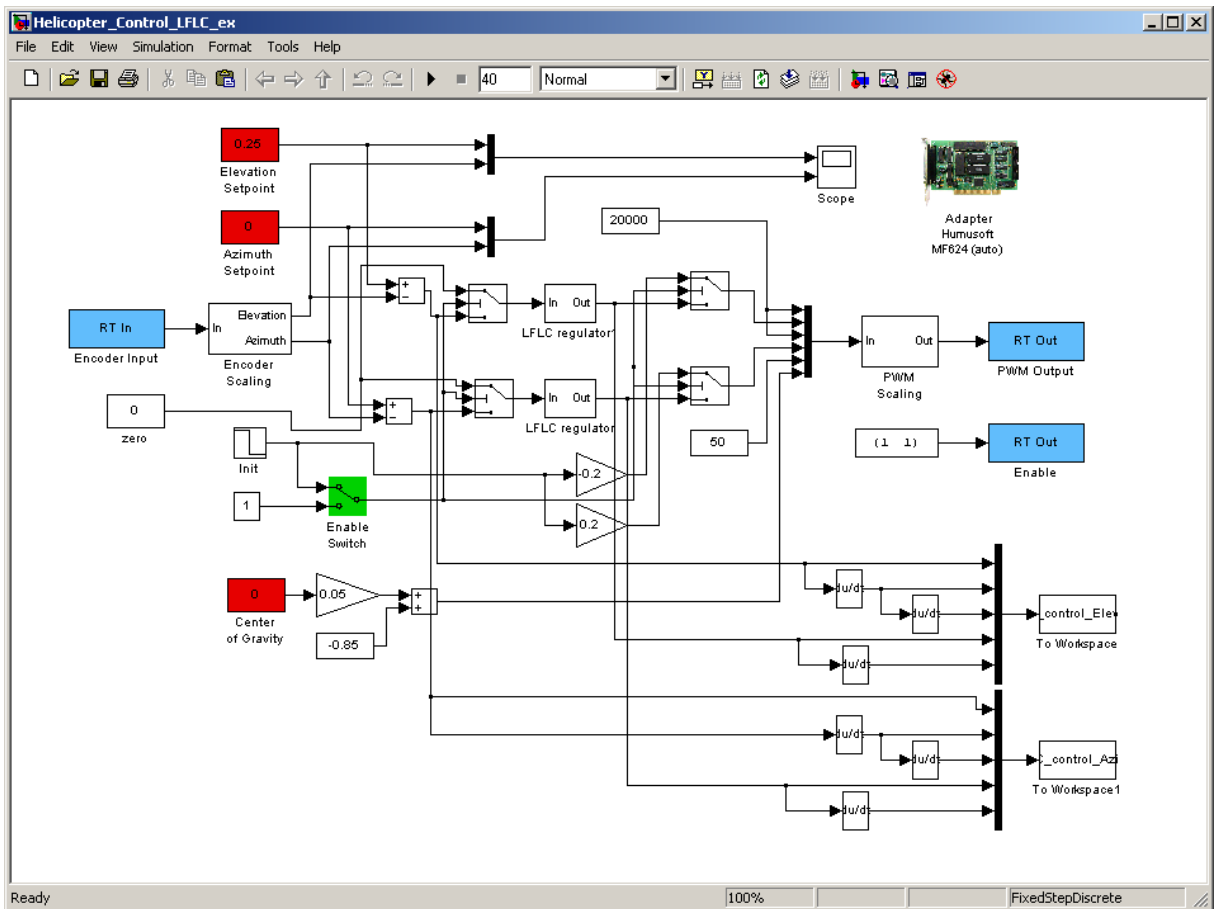 Helicopter_Control_LFLC_ex
File Edit View Simulation Format Tools Help
40 Normal
0.25
Elevation
Setpoint
0
Azimuth
Setpoint
Scope
Adapter
Humusoft
MF624 (auto)
20000
RT In
Encoder Input
In
Elevation
Azimuth
Encoder
Scaling
+
−
In Out
LFLC regulator1
+
−
In Out
LFLC regulator
In Out
PWM
Scaling
RT Out
PWM Output
0
zero
Init
50
(1 1)
RT Out
Enable
1
Enable
Switch
-0.2
0.2
0
Center
of Gravity
0.05
-0.85
+
+
du/dt
du/dt
du/dt
_control_Elev
To Workspace
du/dt
du/dt
du/dt
C_control_Azi
To Workspace1
Ready 100% FixedStepDiscrete